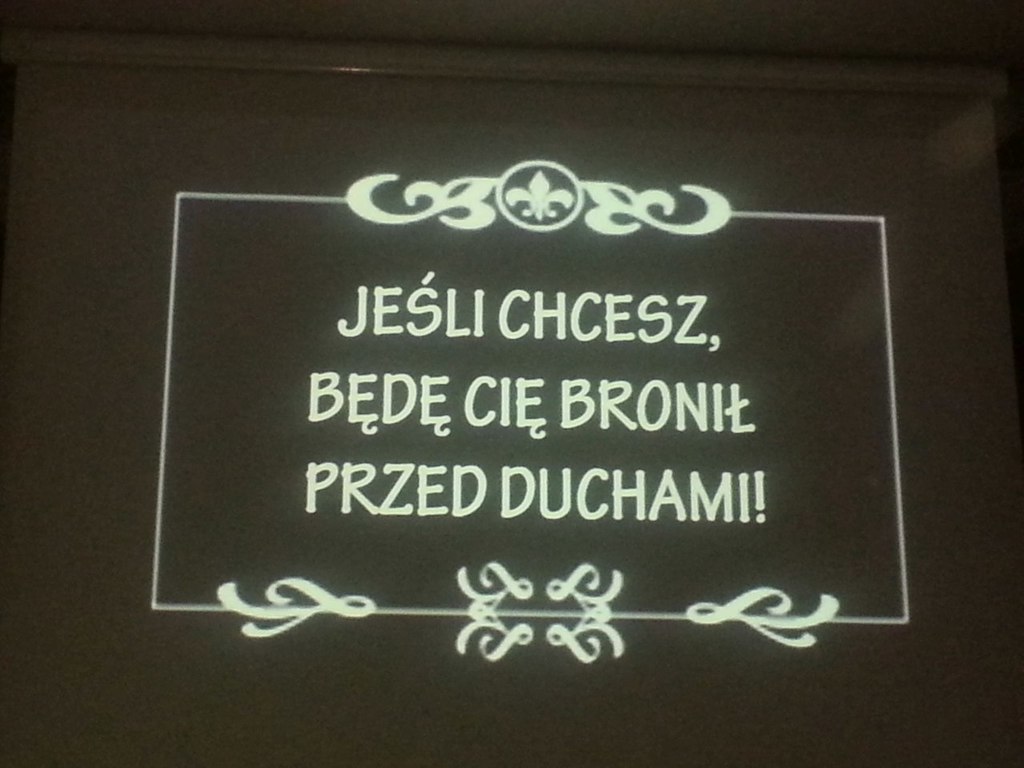 JEŚLI CHCESZ,
BĘDĘ CIĘ BRONIŁ
PRZED DUCHAMI!